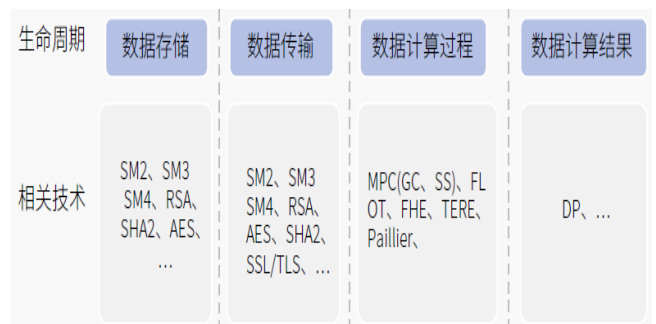 生命周期 数据存储 数据传输 数据计算过程 数据计算结果
相关技术
SM2、SM3
SM4、RSA、
SHA2、AES、
...
SM2、SM3
SM4、RSA、
AES、SHA2、
SSL/TLS、...
MPC(GC、SS)、FL
OT、FHE、TERE、
Paillier、
DP、...